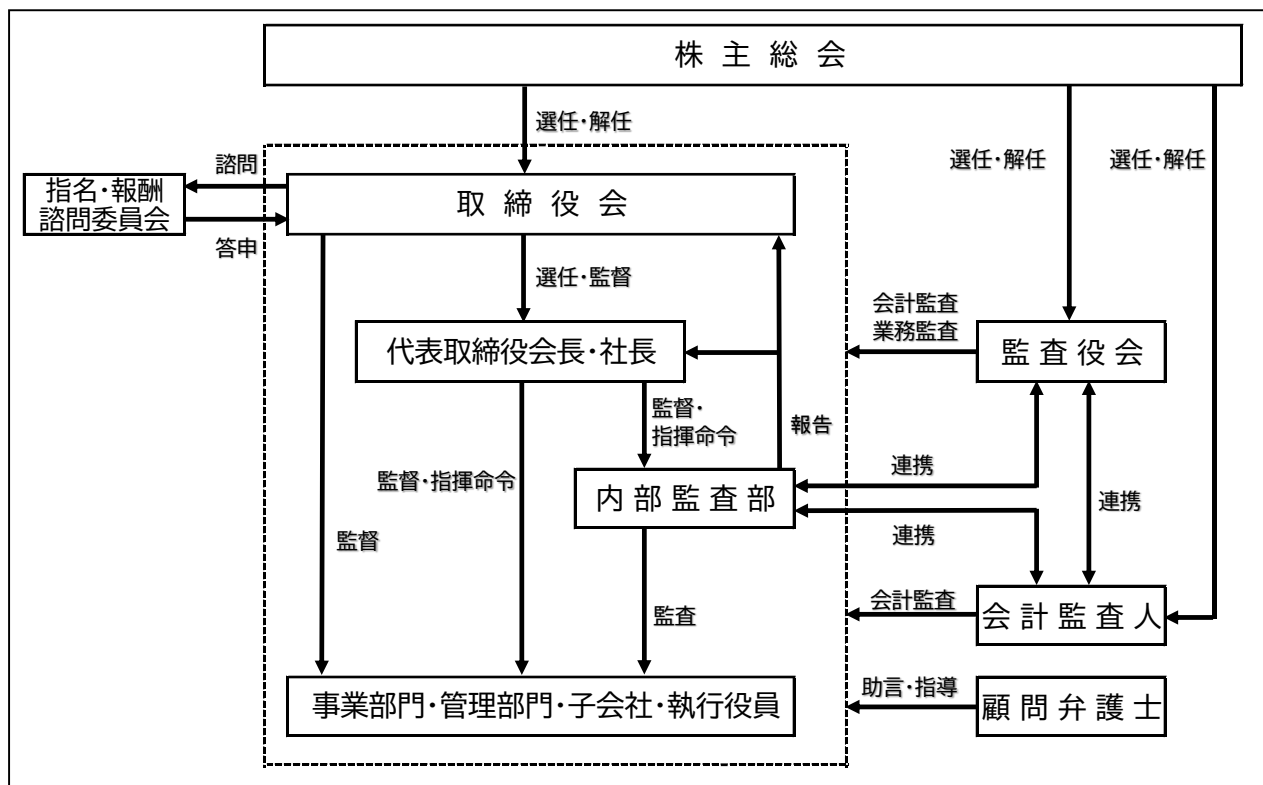 株主総会
選任・解任
選任・解任
選任・解任
諮問
指名・報酬
諮問委員会
答申
取締役会
選任・監督
会計監査
業務監査
代表取締役会長・社長
監査役会
監督・
指揮命令
報告
監督・指揮命令
連携
内部監査部
連携
連携
監督
会計監査
会計監査人
監査
助言・指導
事業部門・管理部門・子会社・執行役員
顧問弁護士